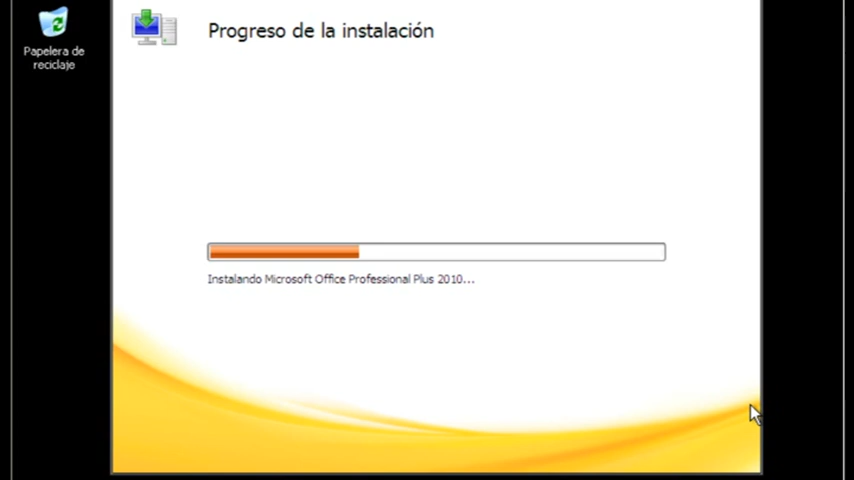 Papelera de
reciclaje
Progreso de la instalación
Instalando Microsoft Office Professional Plus 2010...